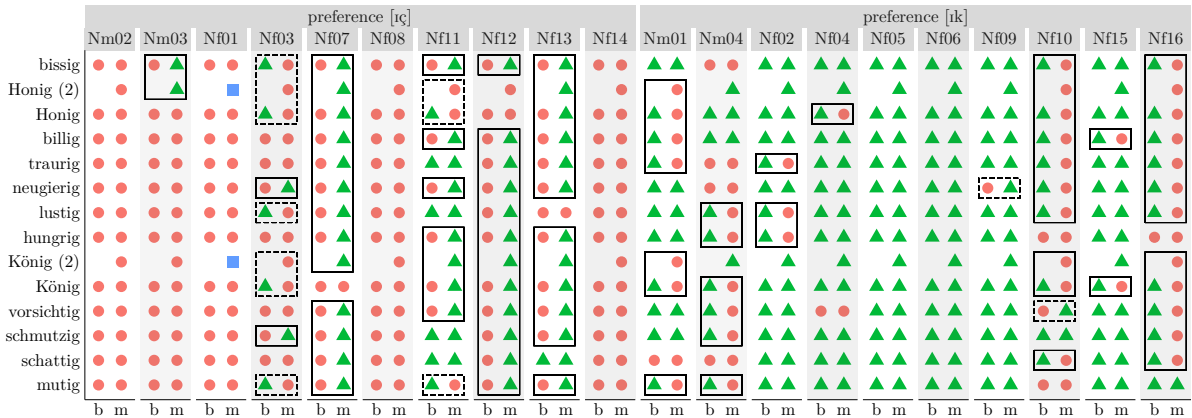 preference [ɪç] preference [ɪk]
Nm02 Nm03 Nf01 Nf03 Nf07 Nf08 Nf11 Nf12 Nf13 Nf14 Nm01 Nm04 Nf02 Nf04 Nf05 Nf06 Nf09 Nf10 Nf15 Nf16
bissig
Honig (2)
Honig
billig
traurig
neugierig
lustig
hungrig
König (2)
König
vorsichtig
schmutzig
schattig
mutig
b m b m b m b m b m b m b m b m b m b m b m b m b m b m b m b m b m b m b m b m